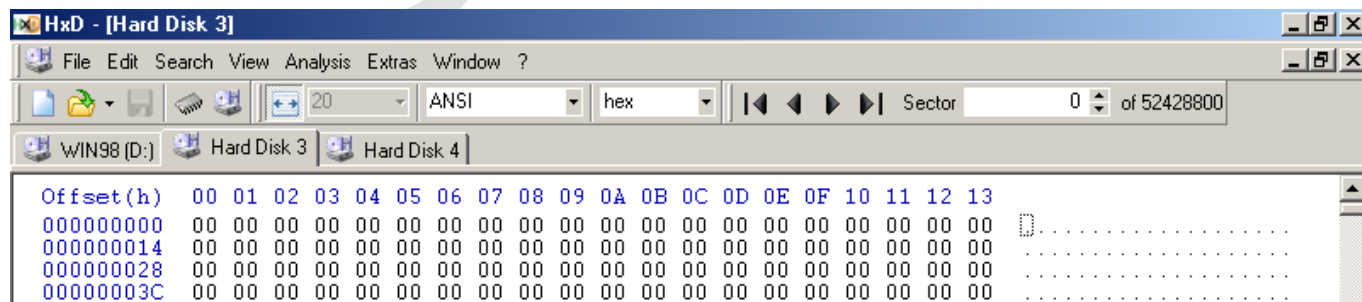 HxD - [Hard Disk 3]
File Edit Search View Analysis Extras Window ?
20 ANSI hex Sector 0 of 52428800
WIN98 (D:) Hard Disk 3 Hard Disk 4
Offset(h) 00 01 02 03 04 05 06 07 08 09 0A 0B 0C 0D 0E 0F 10 11 12 13
000000000 00 00 00 00 00 00 00 00 00 00 00 00 00 00 00 00 00 00 00 00 ....................
000000014 00 00 00 00 00 00 00 00 00 00 00 00 00 00 00 00 00 00 00 00 ....................
000000028 00 00 00 00 00 00 00 00 00 00 00 00 00 00 00 00 00 00 00 00 ....................
00000003C 00 00 00 00 00 00 00 00 00 00 00 00 00 00 00 00 00 00 00 00 ....................